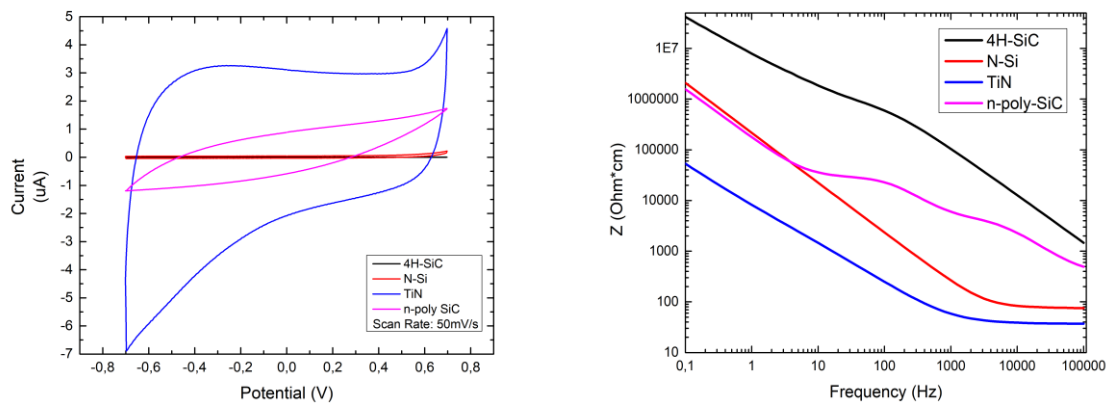 5
4
3
2
1
0
-1
-2
-3
-4
-5
-6
-7
Current
(uA)
-0,8 -0,6 -0,4 -0,2 0,0 0,2 0,4 0,6 0,8
Potential (V)
4H-SiC
N-Si
TiN
n-poly SiC
Scan Rate: 50mV/s
1E7
1000000
100000
10000
1000
100
10
Z (Ohm*cm)
0,1 1 10 100 1000 10000 100000
Frequency (Hz)
4H-SiC
N-Si
TiN
n-poly-SiC